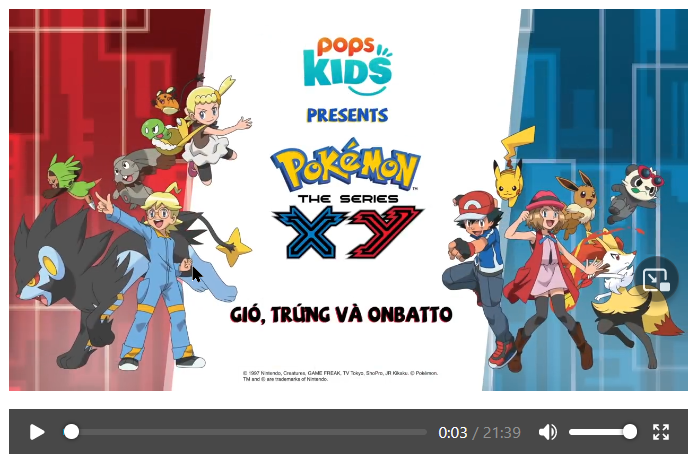 POPS
KiDS
PRESENTS
POKéMON™
THE SERIES
XY
GIÓ, TRỨNG VÀ ONBATTO
© 1997 Nintendo, Creatures, GAME FREAK, TV Tokyo, ShoPro, JR Kikaku. © Pokémon.
TM and ® are trademarks of Nintendo.
0:03 / 21:39